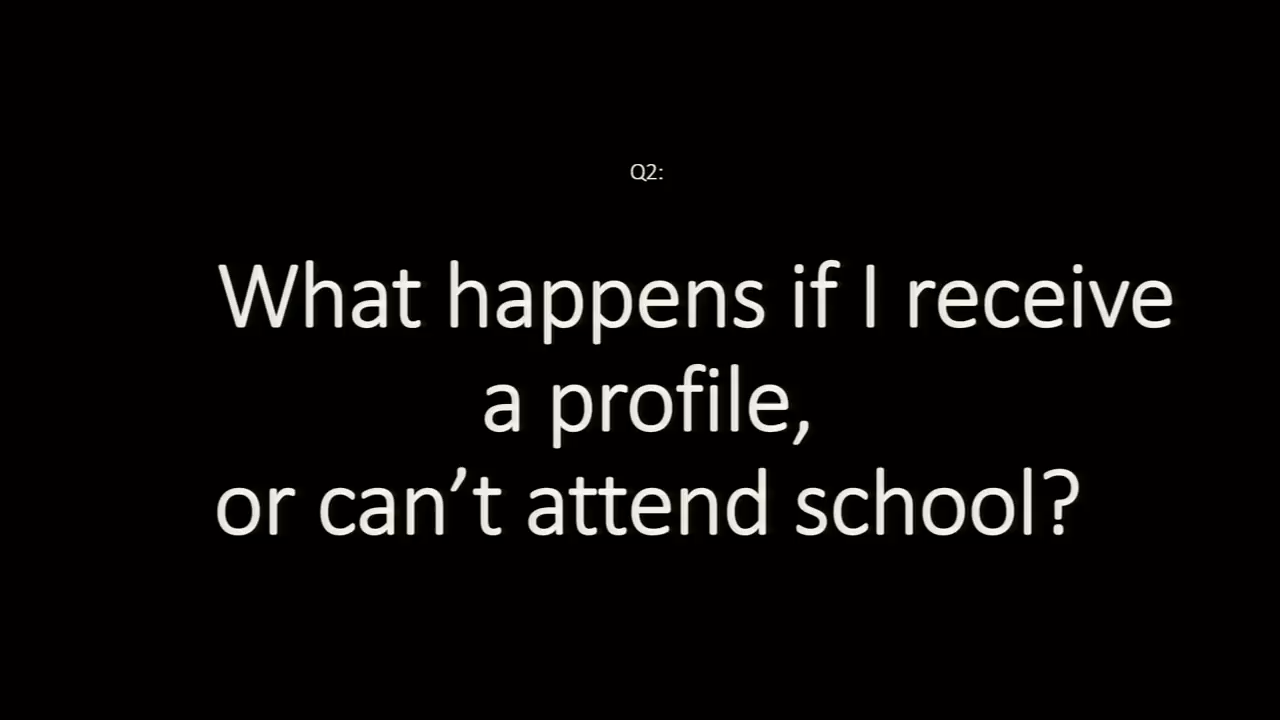 Q2:
What happens if I receive
a profile,
or can’t attend school?